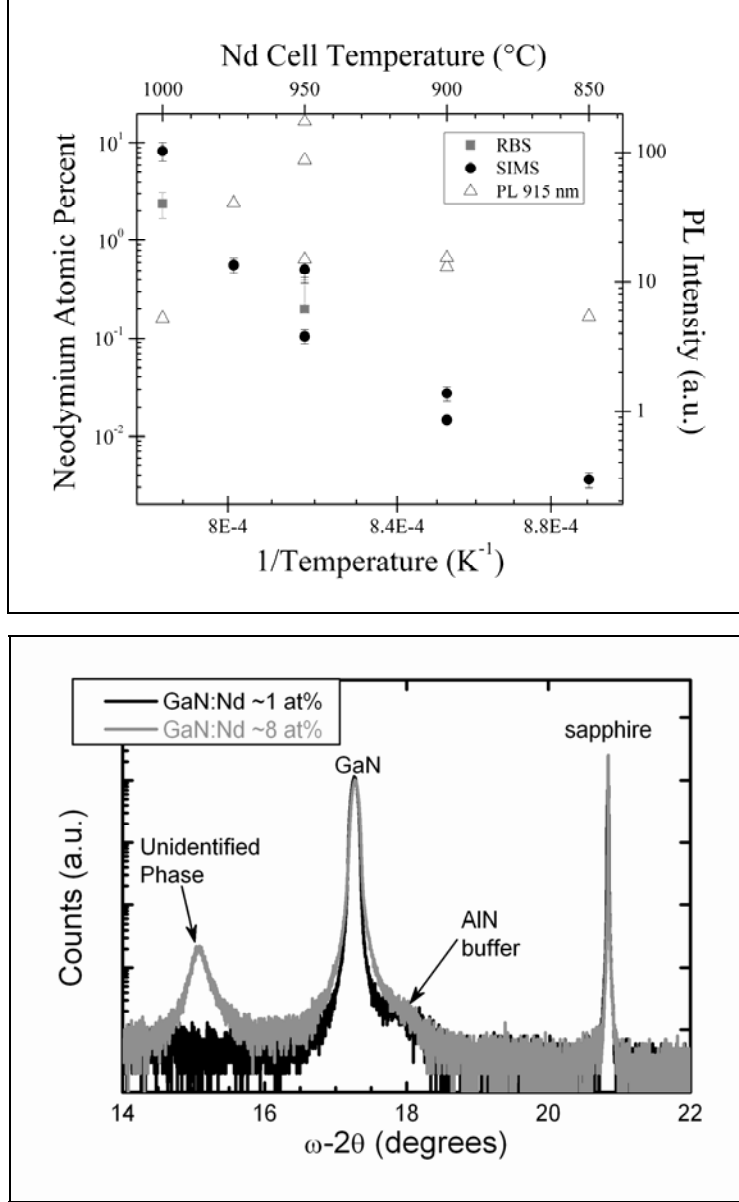 Nd Cell Temperature (°C)
1000 950 900 850
Neodymium Atomic Percent
10¹
10⁰
10⁻¹
10⁻²
RBS
SIMS
PL 915 nm
100
10
1
PL Intensity (a.u.)
8E-4 8.4E-4 8.8E-4
1/Temperature (K⁻¹)
GaN:Nd ~1 at%
GaN:Nd ~8 at%
sapphire
GaN
Unidentified
Phase
AlN
buffer
Counts (a.u.)
14 16 18 20 22
ω-2θ (degrees)